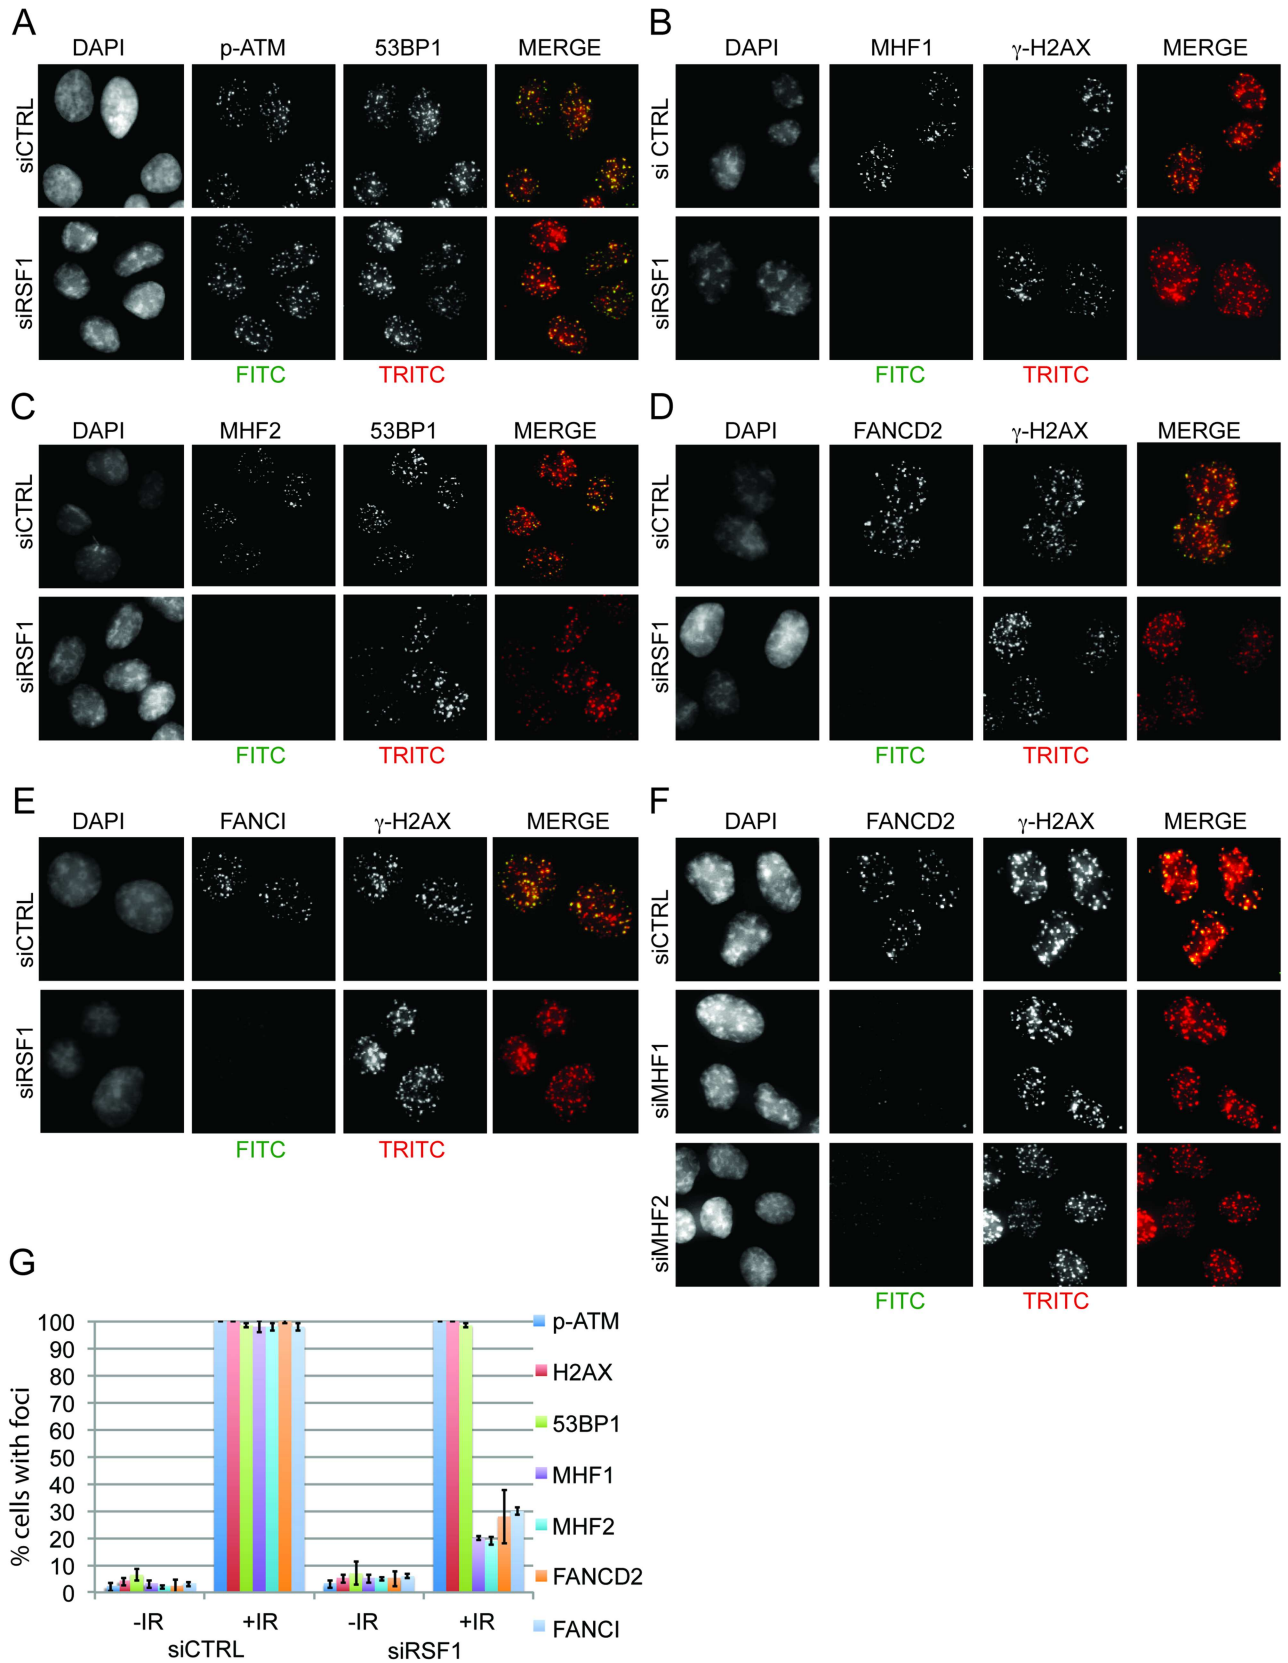 A
DAPI p-ATM 53BP1 MERGE
siCTRL
siRSF1
FITC TRITC
B
DAPI MHF1 γ-H2AX MERGE
si CTRL
siRSF1
FITC TRITC
C
DAPI MHF2 53BP1 MERGE
siCTRL
siRSF1
FITC TRITC
D
DAPI FANCD2 γ-H2AX MERGE
siCTRL
siRSF1
FITC TRITC
E
DAPI FANCI γ-H2AX MERGE
siCTRL
siRSF1
FITC TRITC
F
DAPI FANCD2 γ-H2AX MERGE
siCTRL
siMHF1
siMHF2
FITC TRITC
G
% cells with foci
100
90
80
70
60
50
40
30
20
10
0
-IR +IR -IR +IR
siCTRL siRSF1
p-ATM
H2AX
53BP1
MHF1
MHF2
FANCD2
FANCI